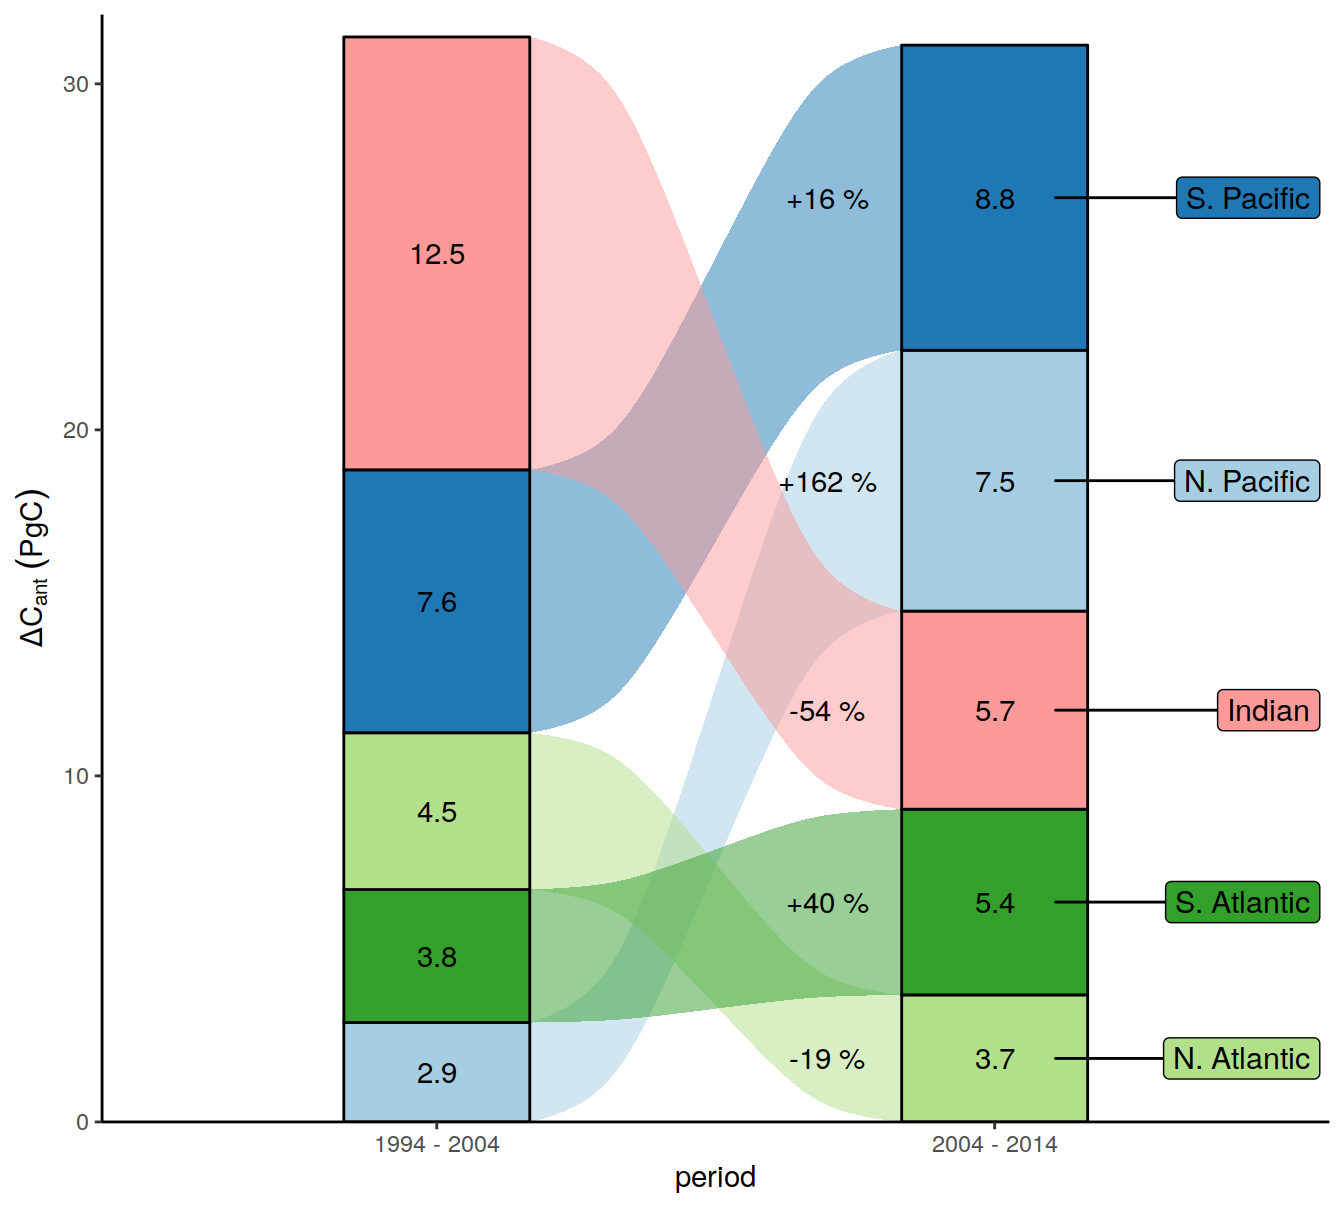 30
20
10
0
ΔCant (PgC)
12.5
7.6
4.5
3.8
2.9
+16 %
+162 %
-54 %
+40 %
-19 %
8.8
7.5
5.7
5.4
3.7
S. Pacific
N. Pacific
Indian
S. Atlantic
N. Atlantic
1994 - 2004
2004 - 2014
period